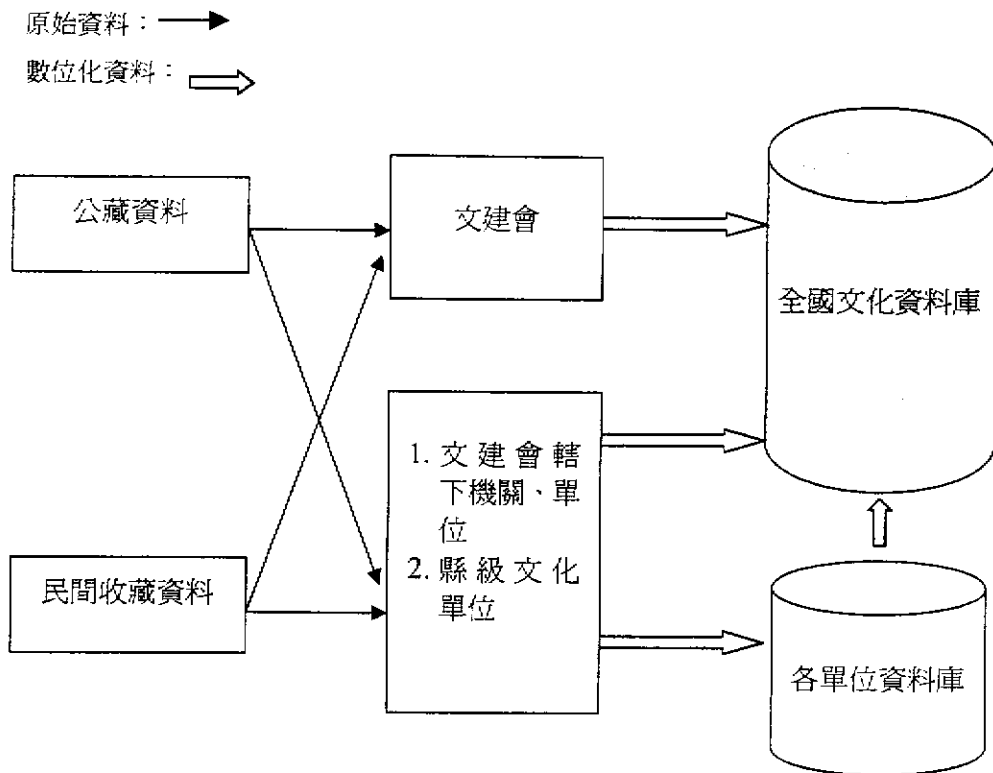 原始資料：
數位化資料：
公藏資料
文建會
全國文化資料庫
1. 文建會轄
下機關、單
位
2. 縣級文化
單位
民間收藏資料
各單位資料庫